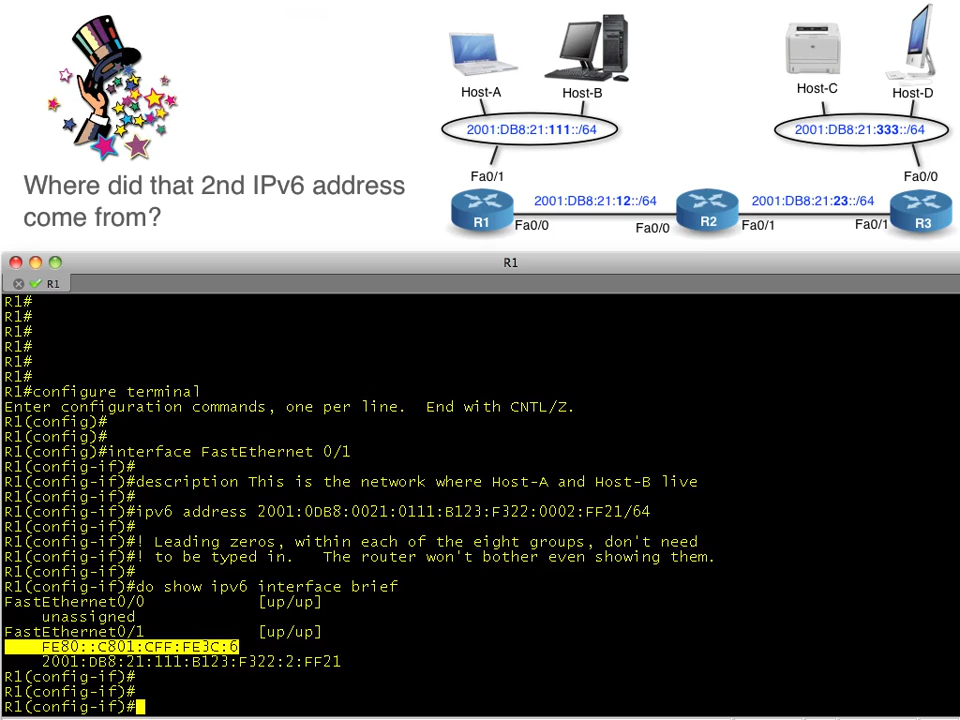 Host-A
Host-B
Host-C
Host-D
2001:DB8:21:111::/64
2001:DB8:21:333::/64
Where did that 2nd IPv6 address
come from?
Fa0/1
Fa0/0
2001:DB8:21:12::/64
2001:DB8:21:23::/64
R1
R2
R3
Fa0/0
Fa0/0
Fa0/1
Fa0/1
R1
R1
R1#
R1#
R1#
R1#
R1#
R1#
R1#configure terminal
Enter configuration commands, one per line.  End with CNTL/Z.
R1(config)#
R1(config)#
R1(config)#interface FastEthernet 0/1
R1(config-if)#
R1(config-if)#description This is the network where Host-A and Host-B live
R1(config-if)#
R1(config-if)#ipv6 address 2001:0DB8:0021:0111:B123:F322:0002:FF21/64
R1(config-if)#
R1(config-if)#! Leading zeros, within each of the eight groups, don't need
R1(config-if)#! to be typed in.   The router won't bother even showing them.
R1(config-if)#
R1(config-if)#do show ipv6 interface brief
FastEthernet0/0            [up/up]
    unassigned
FastEthernet0/1            [up/up]
    FE80::C801:CFF:FE3C:6
    2001:DB8:21:111:B123:F322:2:FF21
R1(config-if)#
R1(config-if)#
R1(config-if)#